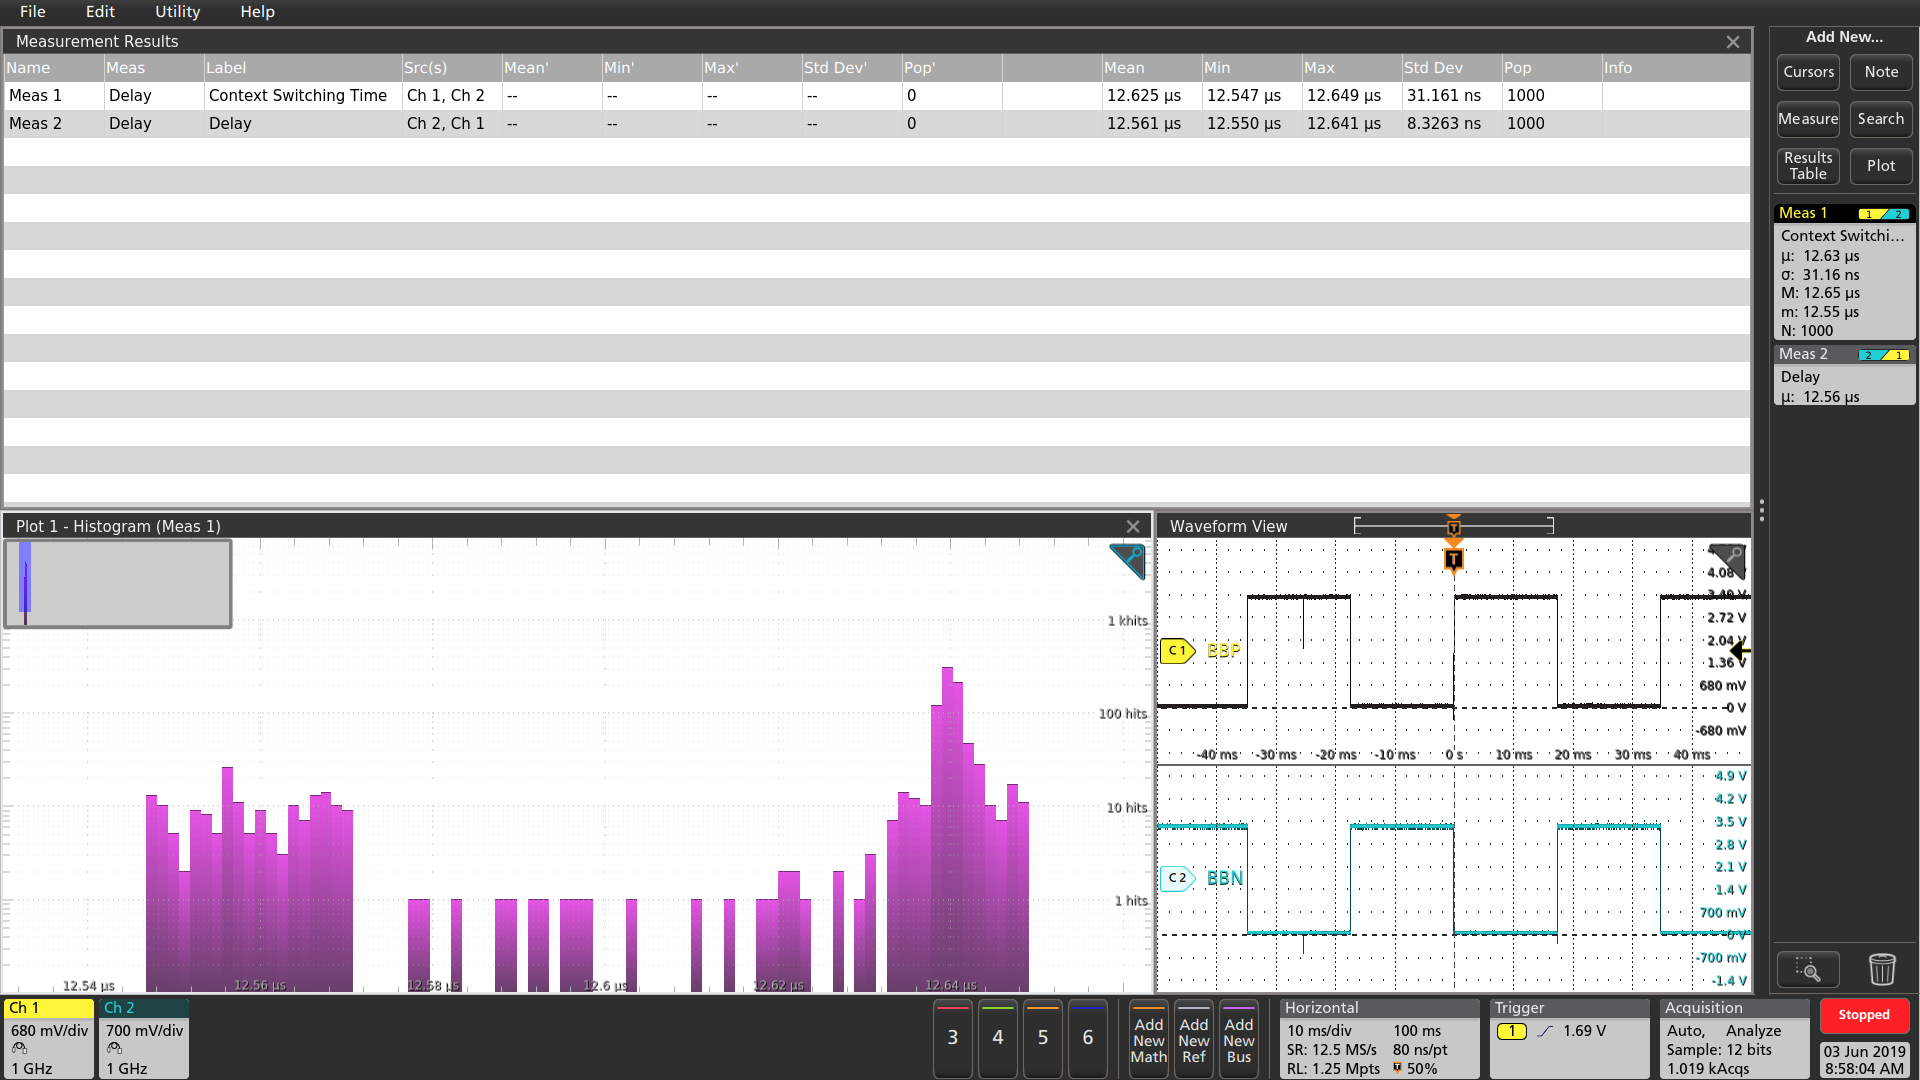 File Edit Utility Help
Measurement Results
Name Meas Label Src(s) Mean' Min' Max' Std Dev' Pop' Mean Min Max Std Dev Pop Info
Meas 1 Delay Context Switching Time Ch 1, Ch 2 -- -- -- -- 0 12.625 µs 12.547 µs 12.649 µs 31.161 ns 1000
Meas 2 Delay Delay Ch 2, Ch 1 -- -- -- -- 0 12.561 µs 12.550 µs 12.641 µs 8.3263 ns 1000
Add New...
Cursors Note
Measure Search
Results Table Plot
Meas 1 1 2
Context Switchi...
µ: 12.63 µs
σ: 31.16 ns
M: 12.65 µs
m: 12.55 µs
N: 1000
Meas 2 2 1
Delay
µ: 12.56 µs
Plot 1 - Histogram (Meas 1)
1 khits
100 hits
10 hits
1 hits
12.54 µs 12.56 µs 12.58 µs 12.6 µs 12.62 µs 12.64 µs
Waveform View
T
T
4.08
3.40 V
2.72 V
2.04 V
1.36 V
680 mV
0 V
-680 mV
C 1 BBP
-40 ms -30 ms -20 ms -10 ms 0 s 10 ms 20 ms 30 ms 40 ms
4.9 V
4.2 V
3.5 V
2.8 V
2.1 V
1.4 V
700 mV
0 V
-700 mV
-1.4 V
C 2 BBN
Ch 1
680 mV/div
1 GHz
Ch 2
700 mV/div
1 GHz
3 4 5 6
Add New Math
Add New Ref
Add New Bus
Horizontal
10 ms/div 100 ms
SR: 12.5 MS/s 80 ns/pt
RL: 1.25 Mpts T 50%
Trigger
1 1.69 V
Acquisition
Auto, Analyze
Sample: 12 bits
1.019 kAcqs
Stopped
03 Jun 2019
8:58:04 AM